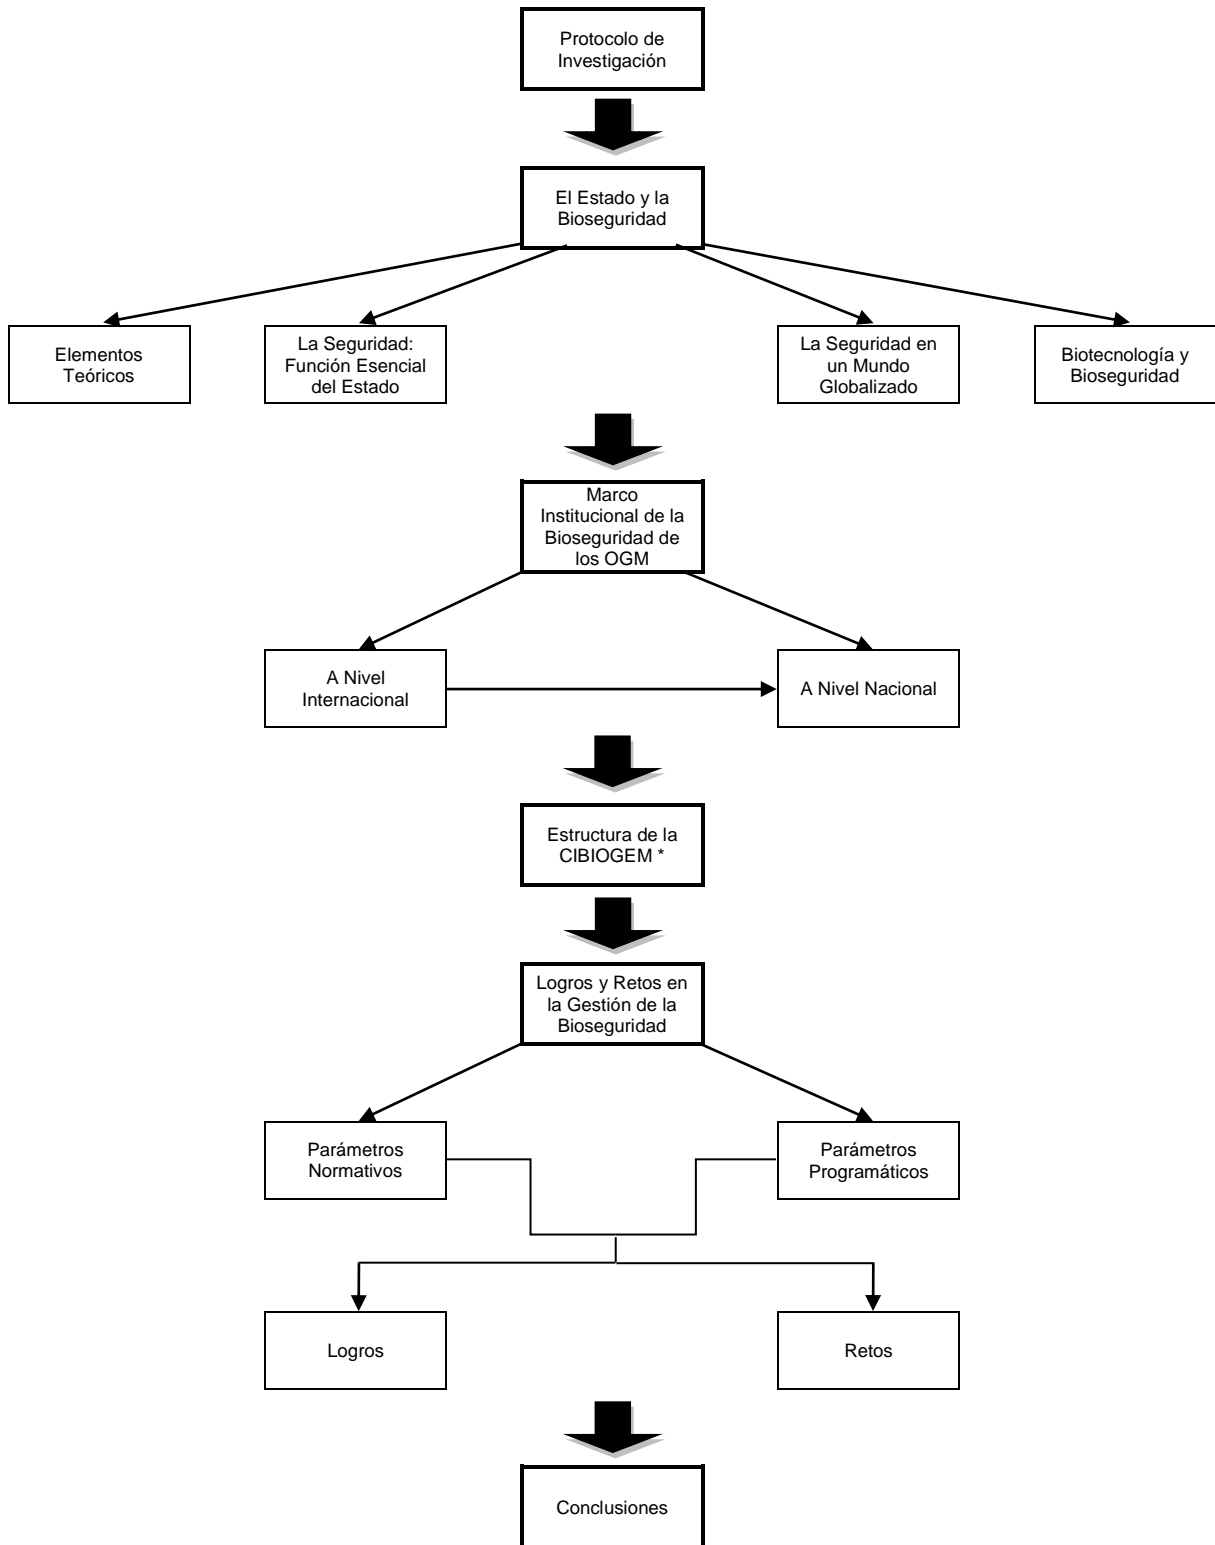 Protocolo de
Investigación
El Estado y la
Bioseguridad
Elementos
Teóricos
La Seguridad:
Función Esencial
del Estado
La Seguridad en
un Mundo
Globalizado
Biotecnología y
Bioseguridad
Marco
Institucional de la
Bioseguridad de
los OGM
A Nivel
Internacional
A Nivel Nacional
Estructura de la
CIBIOGEM *
Logros y Retos en
la Gestión de la
Bioseguridad
Parámetros
Normativos
Parámetros
Programáticos
Logros
Retos
Conclusiones